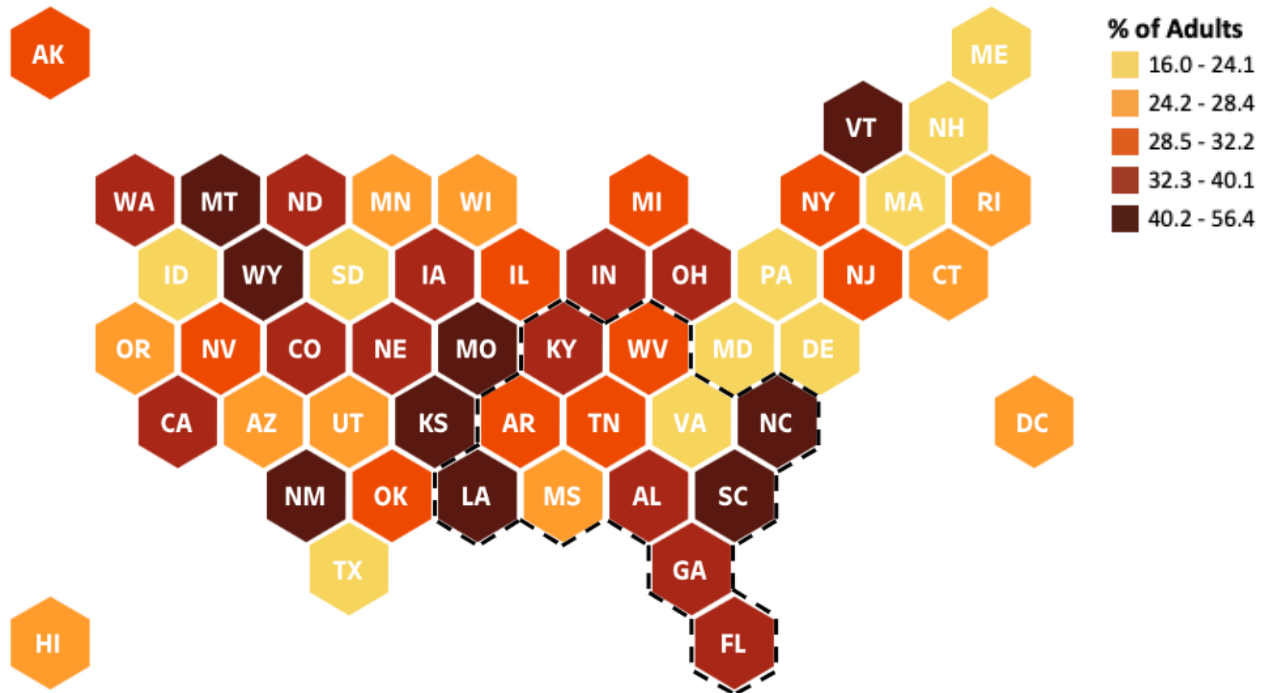 % of Adults
16.0 - 24.1
24.2 - 28.4
28.5 - 32.2
32.3 - 40.1
40.2 - 56.4
AK
ME
VT NH
WA MT ND MN WI MI NY MA RI
ID WY SD IA IL IN OH PA NJ CT
OR NV CO NE MO KY WV MD DE
CA AZ UT KS AR TN VA NC DC
NM OK LA MS AL SC
TX GA
HI FL